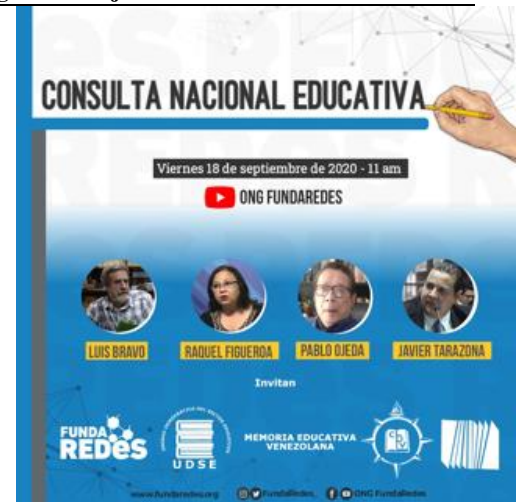 CONSULTA NACIONAL EDUCATIVA
Viernes 18 de septiembre de 2020 - 11 am
ONG FUNDAREDES
LUIS BRAVO
RAQUEL FIGUEROA
PABLO OJEDA
JAVIER TARAZONA
Invitan
FUNDA
REDES
UDSE
MEMORIA EDUCATIVA
VENEZOLANA
www.fundaredes.org
FundaRedes_
ONG FundaRedes